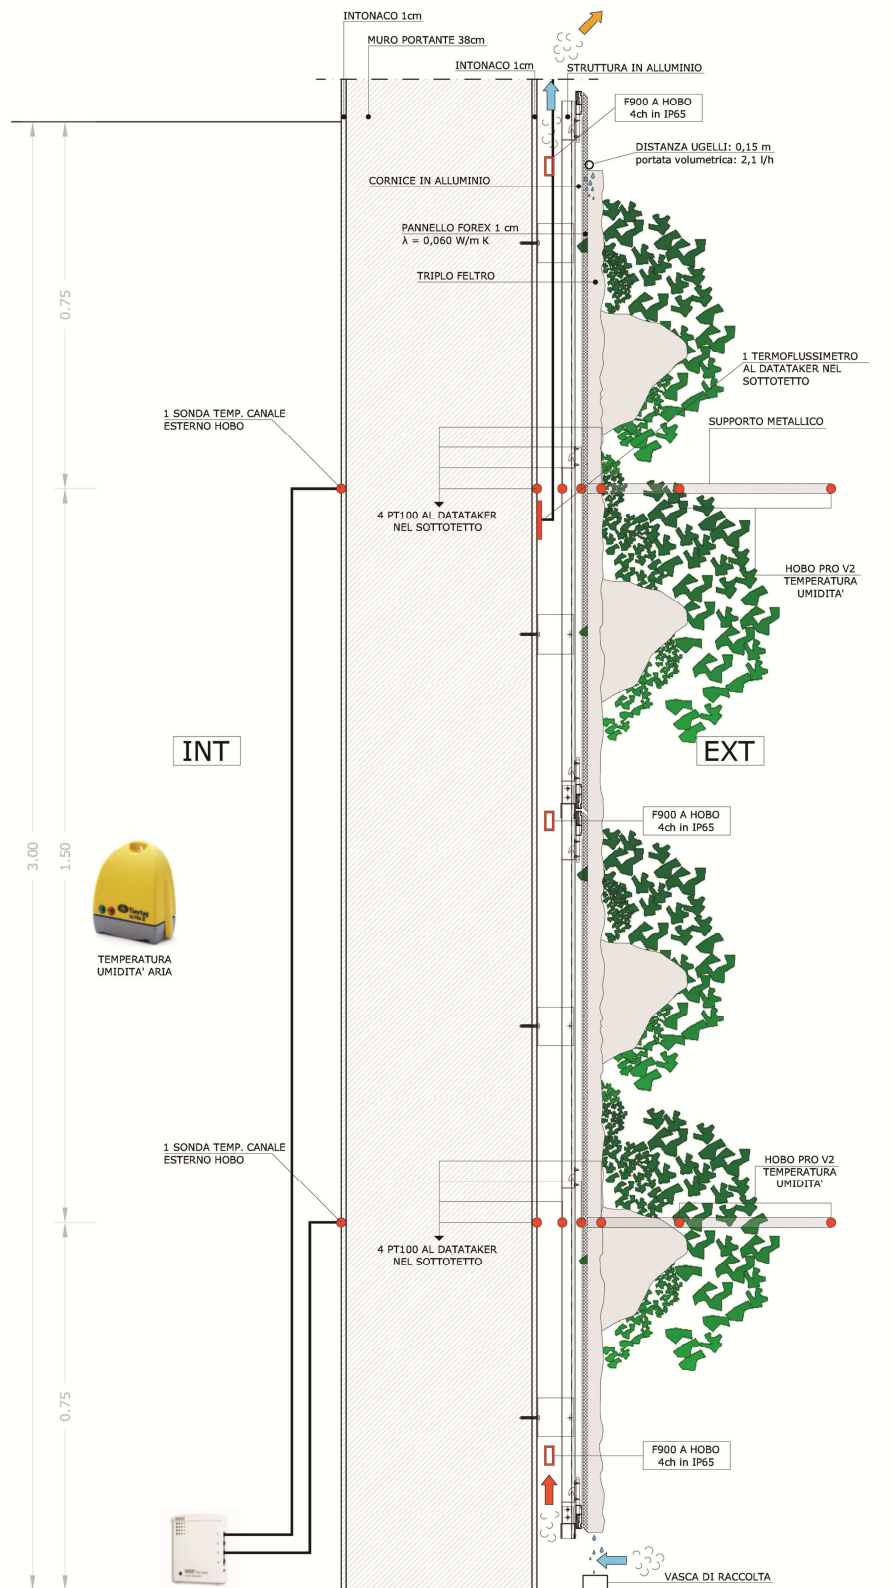 INTONACO 1cm
MURO PORTANTE 38cm
INTONACO 1cm
STRUTTURA IN ALLUMINIO
F900 A HOBO
4ch in IP65
DISTANZA UGELLI: 0,15 m
portata volumetrica: 2,1 l/h
CORNICE IN ALLUMINIO
PANNELLO FOREX 1 cm
λ = 0,060 W/m K
TRIPLO FELTRO
0.75
1 TERMOFLUSSIMETRO
AL DATATAKER NEL
SOTTOTETTO
1 SONDA TEMP. CANALE
ESTERNO HOBO
SUPPORTO METALLICO
4 PT100 AL DATATAKER
NEL SOTTOTETTO
HOBO PRO V2
TEMPERATURA
UMIDITA'
INT
EXT
F900 A HOBO
4ch in IP65
3.00
1.50
Tinytag
ULTRA 2
TEMPERATURA
UMIDITA' ARIA
1 SONDA TEMP. CANALE
ESTERNO HOBO
HOBO PRO V2
TEMPERATURA
UMIDITA'
4 PT100 AL DATATAKER
NEL SOTTOTETTO
0.75
F900 A HOBO
4ch in IP65
VASCA DI RACCOLTA